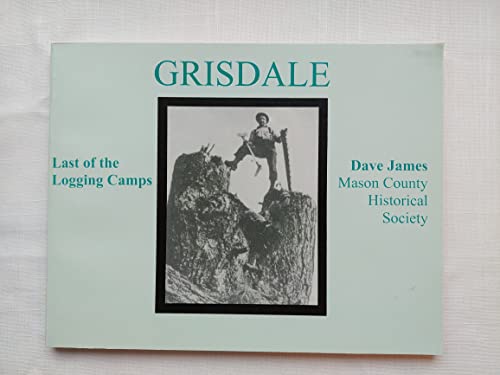 GRISDALE
Last of the
Logging Camps
Dave James
Mason County
Historical
Society